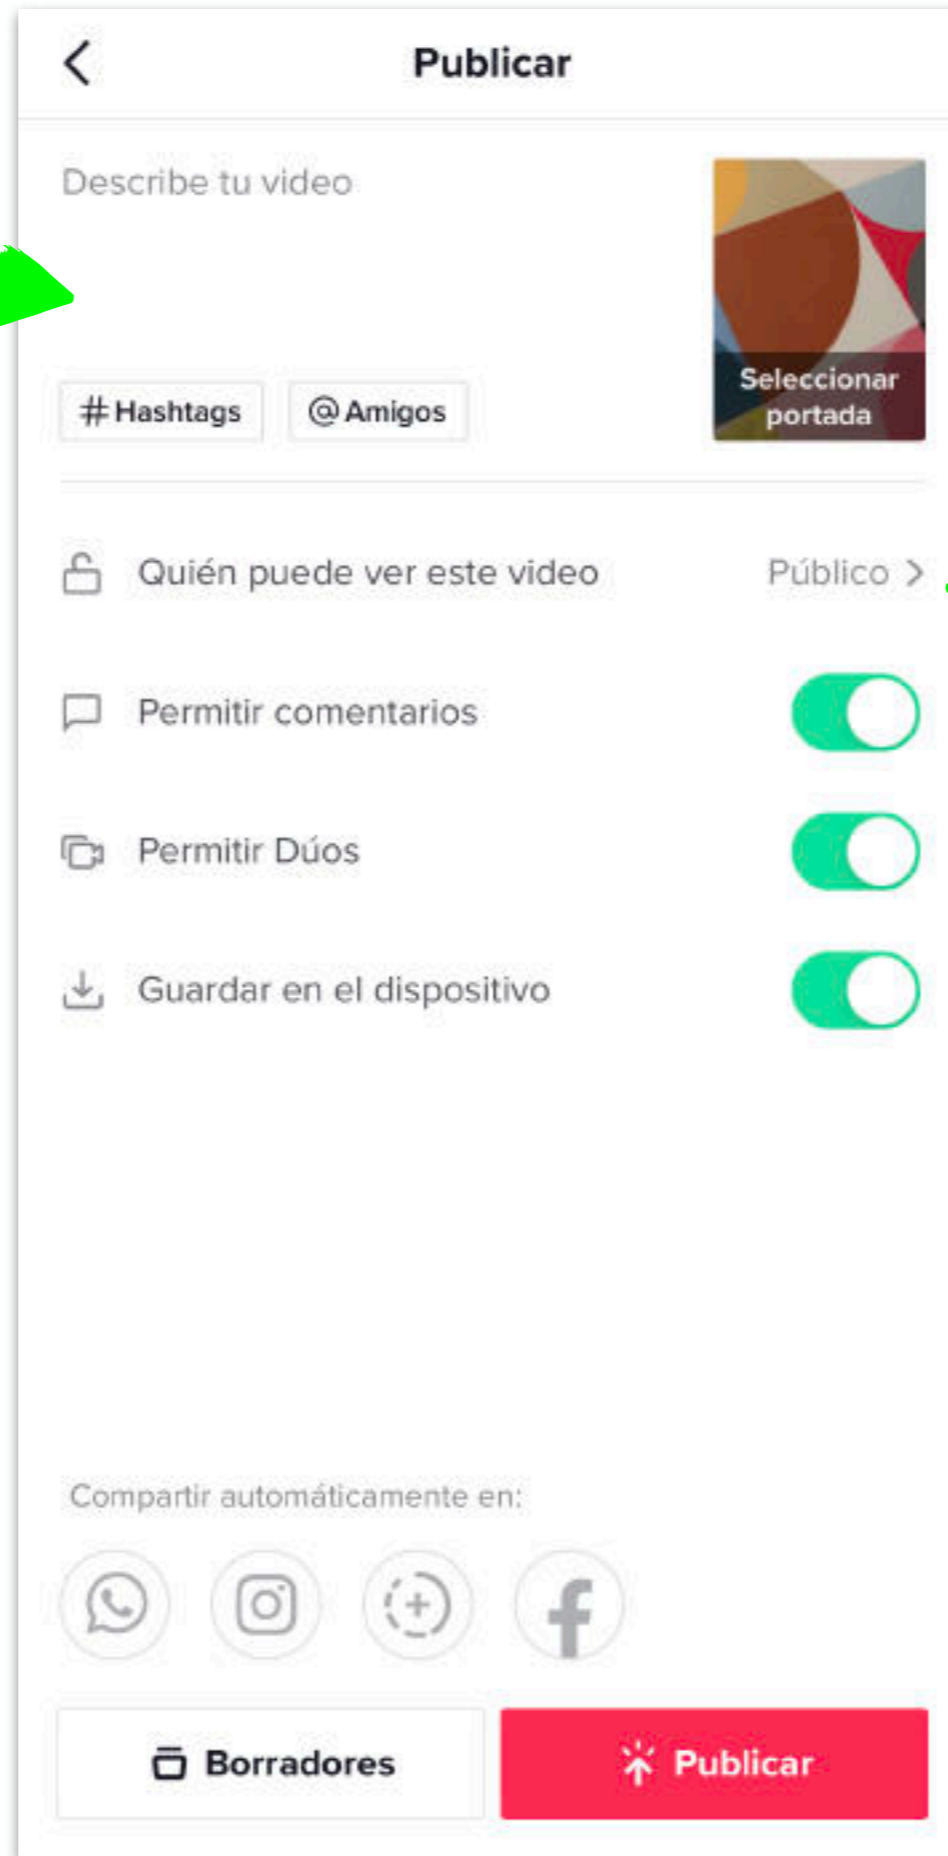 Publicar
Describe tu video
Seleccionar
portada
#Hashtags
@Amigos
Quién puede ver este video
Público
Permitir comentarios
Permitir Dúos
Guardar en el dispositivo
Compartir automáticamente en:
Borradores
Publicar